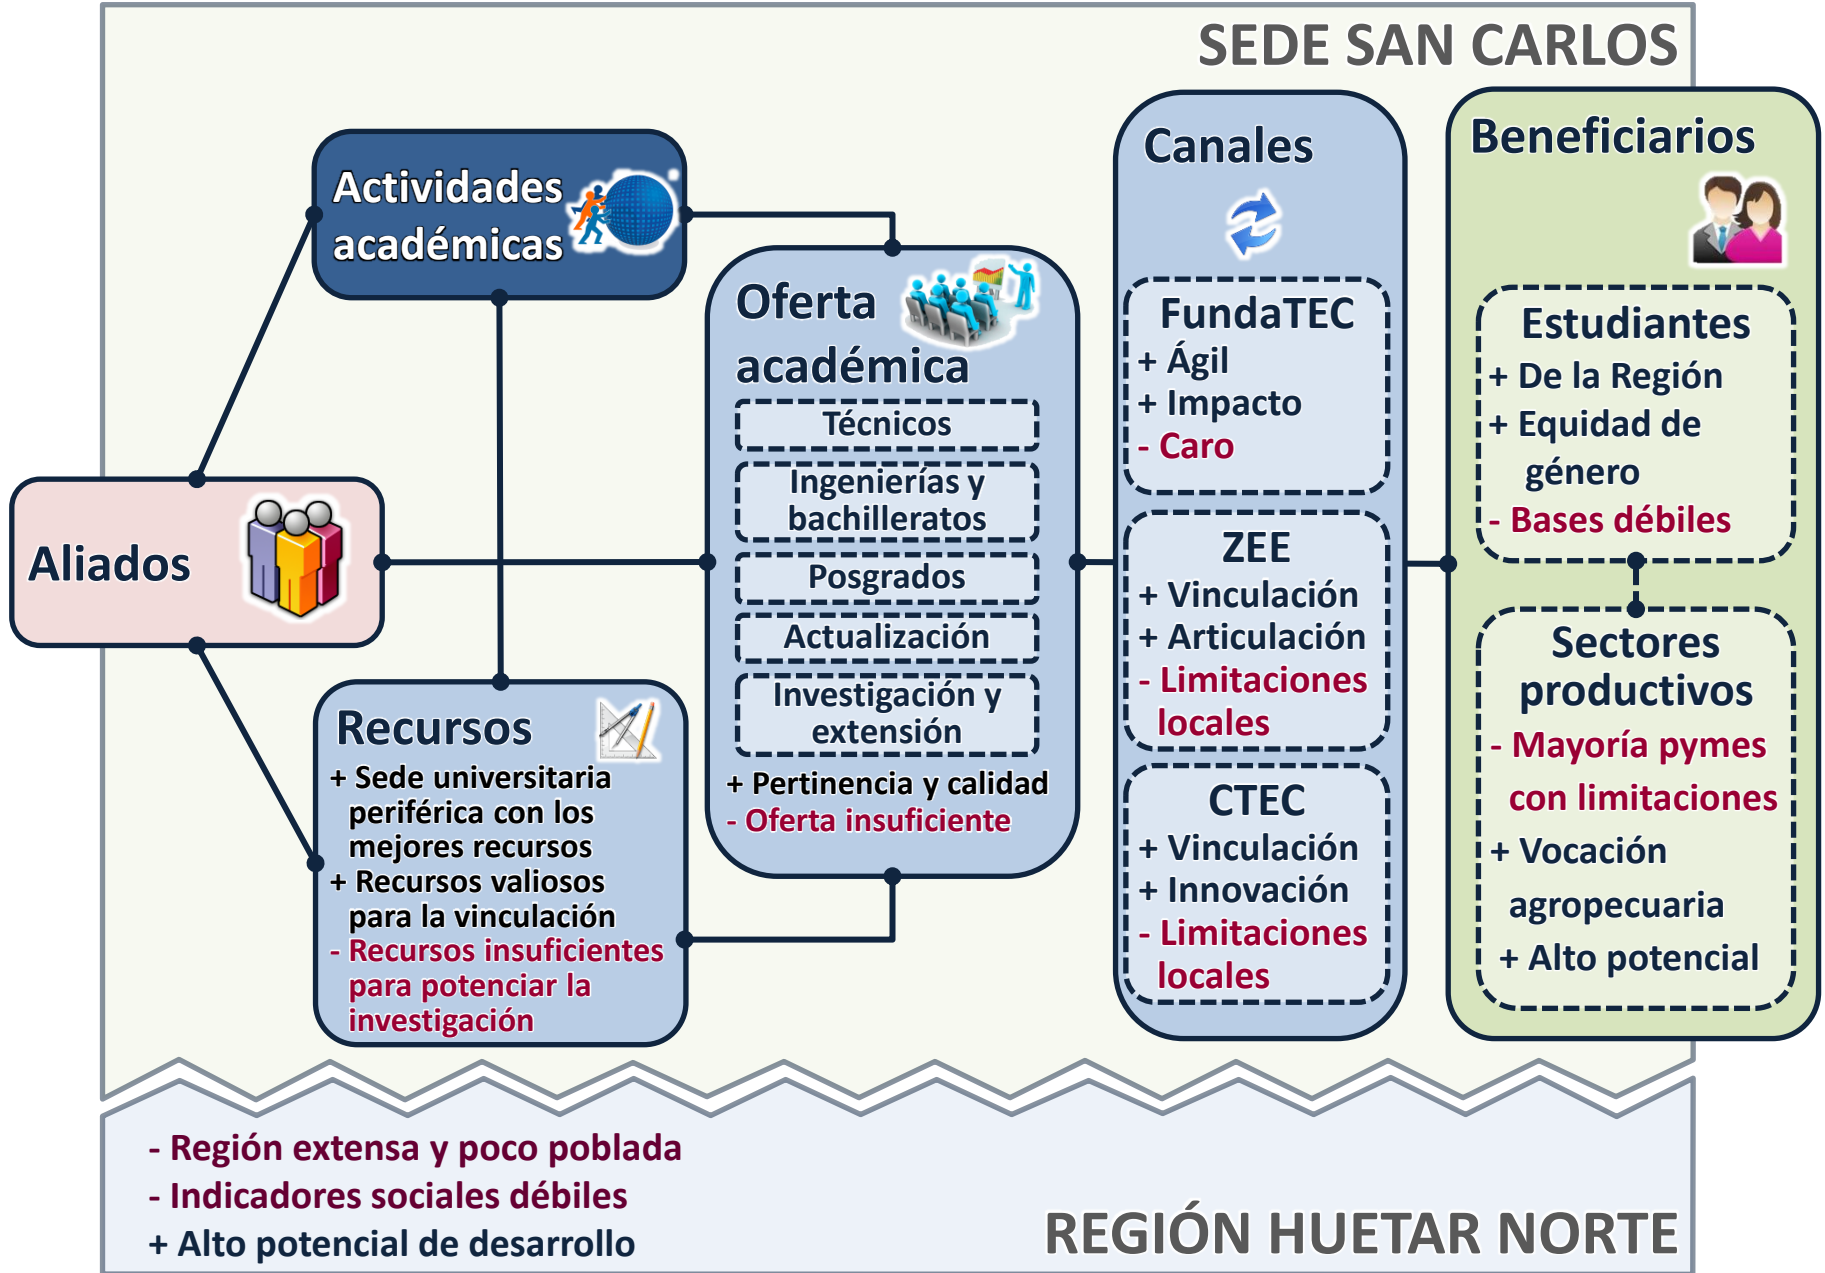 SEDE SAN CARLOS
Actividades
académicas
Aliados
Recursos
+ Sede universitaria
periférica con los
mejores recursos
+ Recursos valiosos
para la vinculación
- Recursos insuficientes
para potenciar la
investigación
Oferta
académica
Técnicos
Ingenierías y
bachilleratos
Posgrados
Actualización
Investigación y
extensión
+ Pertinencia y calidad
- Oferta insuficiente
Canales
FundaTEC
+ Ágil
+ Impacto
- Caro
ZEE
+ Vinculación
+ Articulación
- Limitaciones
locales
CTEC
+ Vinculación
+ Innovación
- Limitaciones
locales
Beneficiarios
Estudiantes
+ De la Región
+ Equidad de
género
- Bases débiles
Sectores
productivos
- Mayoría pymes
con limitaciones
+ Vocación
agropecuaria
+ Alto potencial
- Región extensa y poco poblada
- Indicadores sociales débiles
+ Alto potencial de desarrollo
REGIÓN HUETAR NORTE